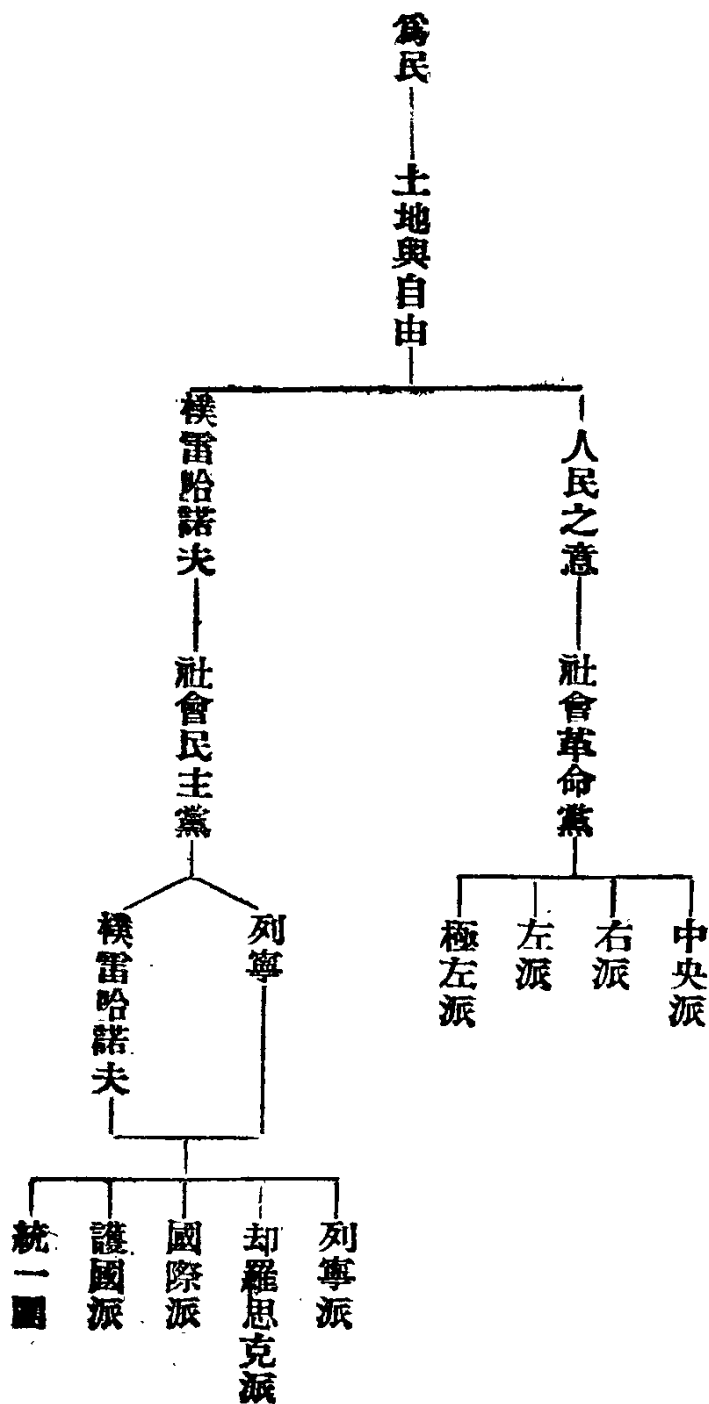 爲民
土地與自由
人民之意
社會革命黨
中央派
右派
左派
極左派
樸雷哈諾夫
社會民主黨
列寧
樸雷哈諾夫
列寧派
却羅思克派
國際派
護國派
統一團